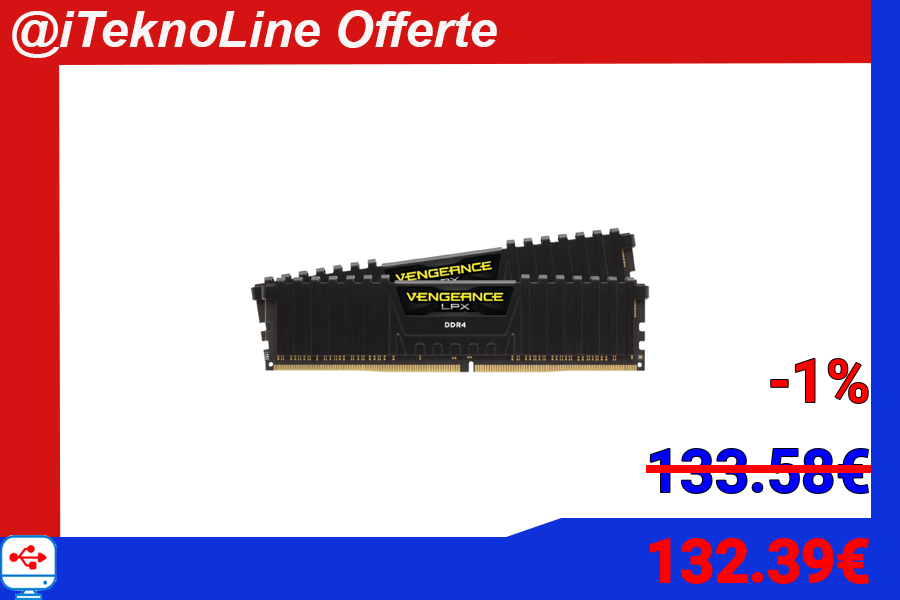 @iTeknoLine Offerte
VENGEANCE
VENGEANCE
LPX
DDR4
-1%
133.58€
132.39€